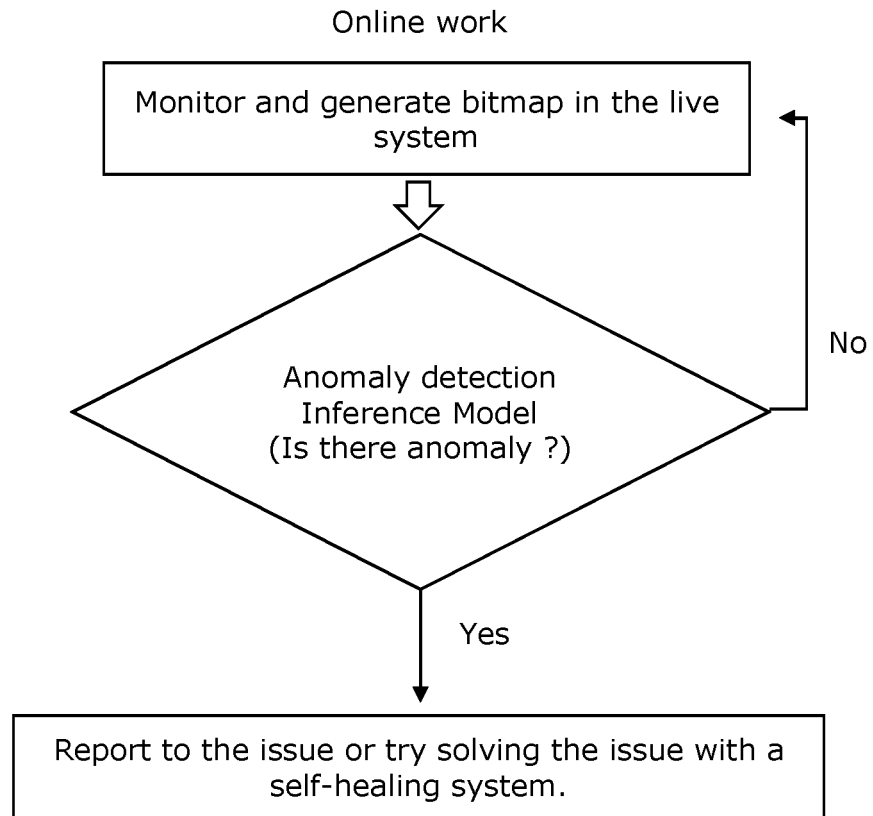 Online work
Monitor and generate bitmap in the live
system
Anomaly detection
Inference Model
(Is there anomaly ?)
No
Yes
Report to the issue or try solving the issue with a
self-healing system.